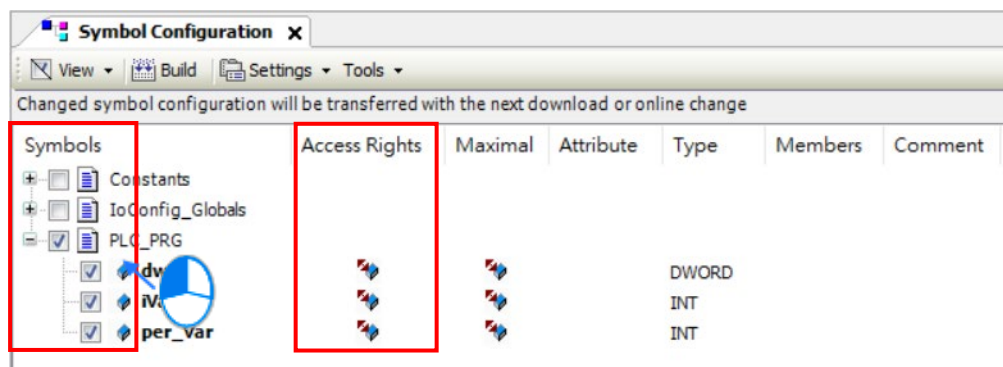 Symbol Configuration
View Build Settings Tools
Changed symbol configuration will be transferred with the next download or online change
Symbols Access Rights Maximal Attribute Type Members Comment
Constants
IoConfig_Globals
PLC_PRG
DWORD
INT
per_var INT